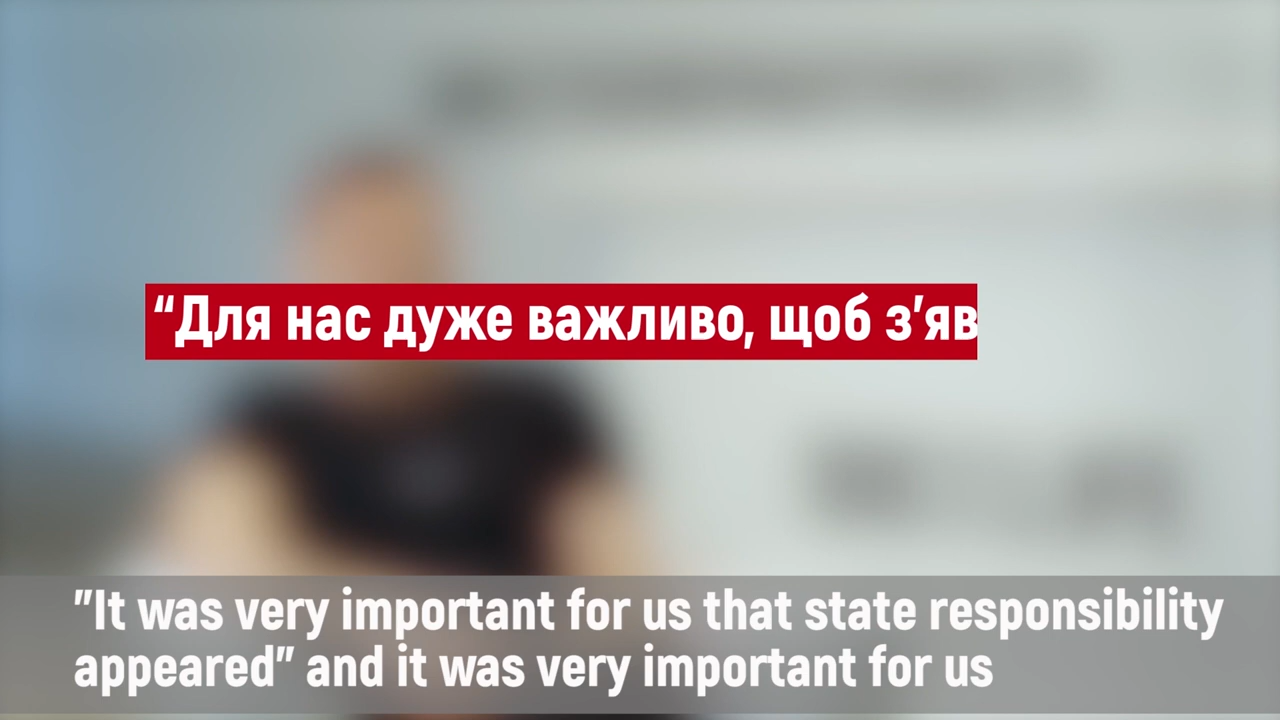 “Для нас дуже важливо, щоб з’яв
"It was very important for us that state responsibility
appeared” and it was very important for us